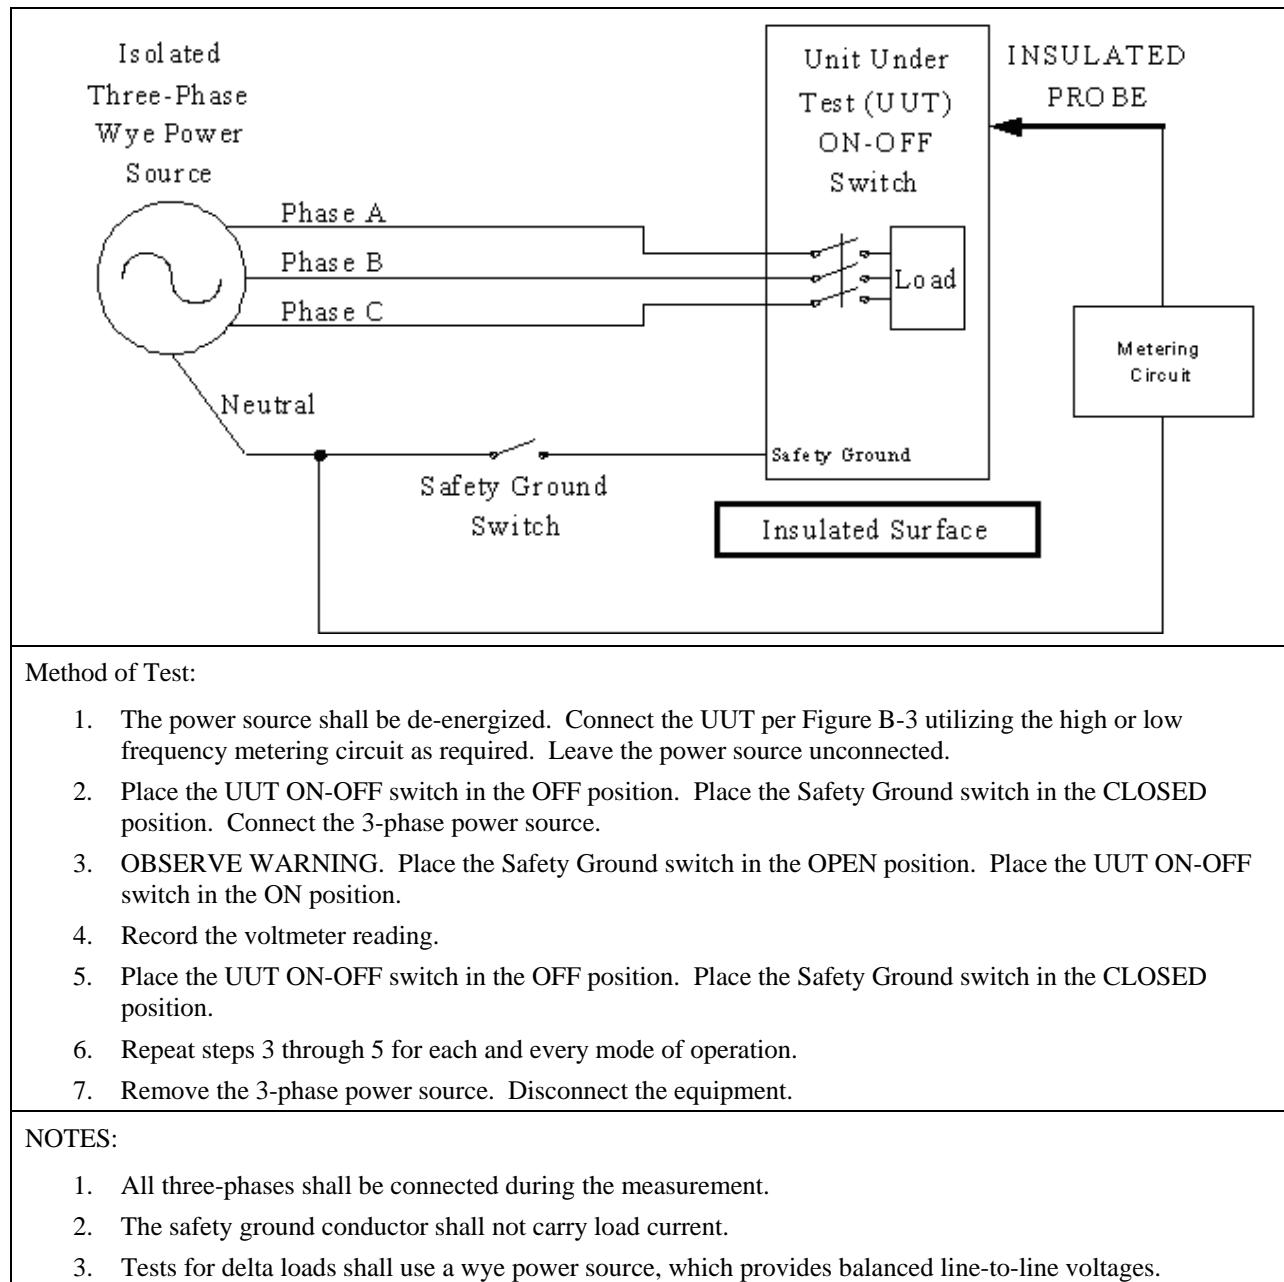 Isolated
Three-Phase
Wye Power
Source
Unit Under
Test (UUT)
ON-OFF
Switch
INSULATED
PROBE
Phase A
Phase B
Phase C
Load
Metering
Circuit
Neutral
Safety Ground
Safety Ground
Switch
Insulated Surface
Method of Test:
1. The power source shall be de-energized. Connect the UUT per Figure B-3 utilizing the high or low
frequency metering circuit as required. Leave the power source unconnected.
2. Place the UUT ON-OFF switch in the OFF position. Place the Safety Ground switch in the CLOSED
position. Connect the 3-phase power source.
3. OBSERVE WARNING. Place the Safety Ground switch in the OPEN position. Place the UUT ON-OFF
switch in the ON position.
4. Record the voltmeter reading.
5. Place the UUT ON-OFF switch in the OFF position. Place the Safety Ground switch in the CLOSED
position.
6. Repeat steps 3 through 5 for each and every mode of operation.
7. Remove the 3-phase power source. Disconnect the equipment.
NOTES:
1. All three-phases shall be connected during the measurement.
2. The safety ground conductor shall not carry load current.
3. Tests for delta loads shall use a wye power source, which provides balanced line-to-line voltages.